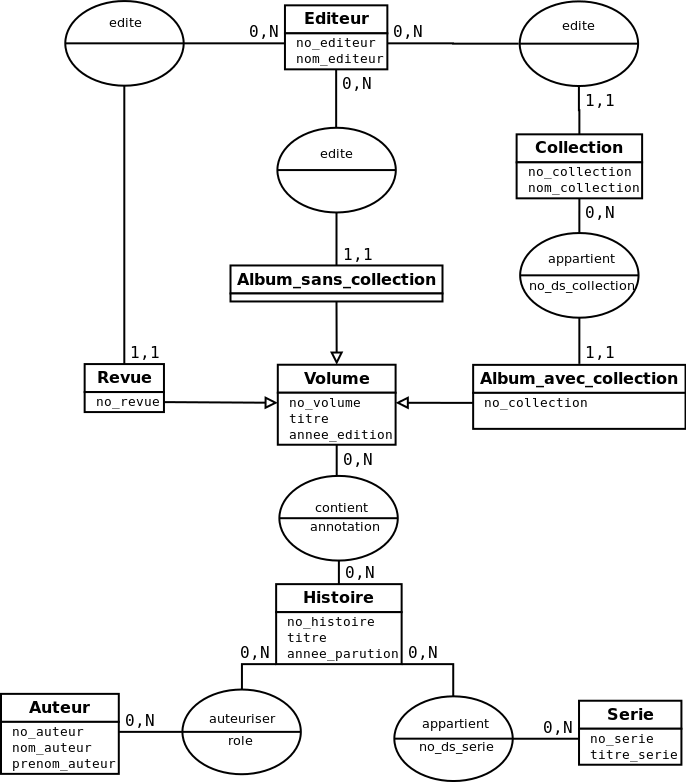 edite
0,N
Editeur
no_editeur
nom_editeur
0,N
edite
0,N
1,1
edite
Collection
no_collection
nom_collection
0,N
1,1
appartient
no_ds_collection
Album_sans_collection
1,1
1,1
Revue
no_revue
Volume
no_volume
titre
annee_edition
Album_avec_collection
no_collection
0,N
contient
annotation
0,N
Histoire
no_histoire
titre
annee_parution
0,N
0,N
Auteur
no_auteur
nom_auteur
prenom_auteur
0,N
auteuriser
role
appartient
no_ds_serie
0,N
Serie
no_serie
titre_serie